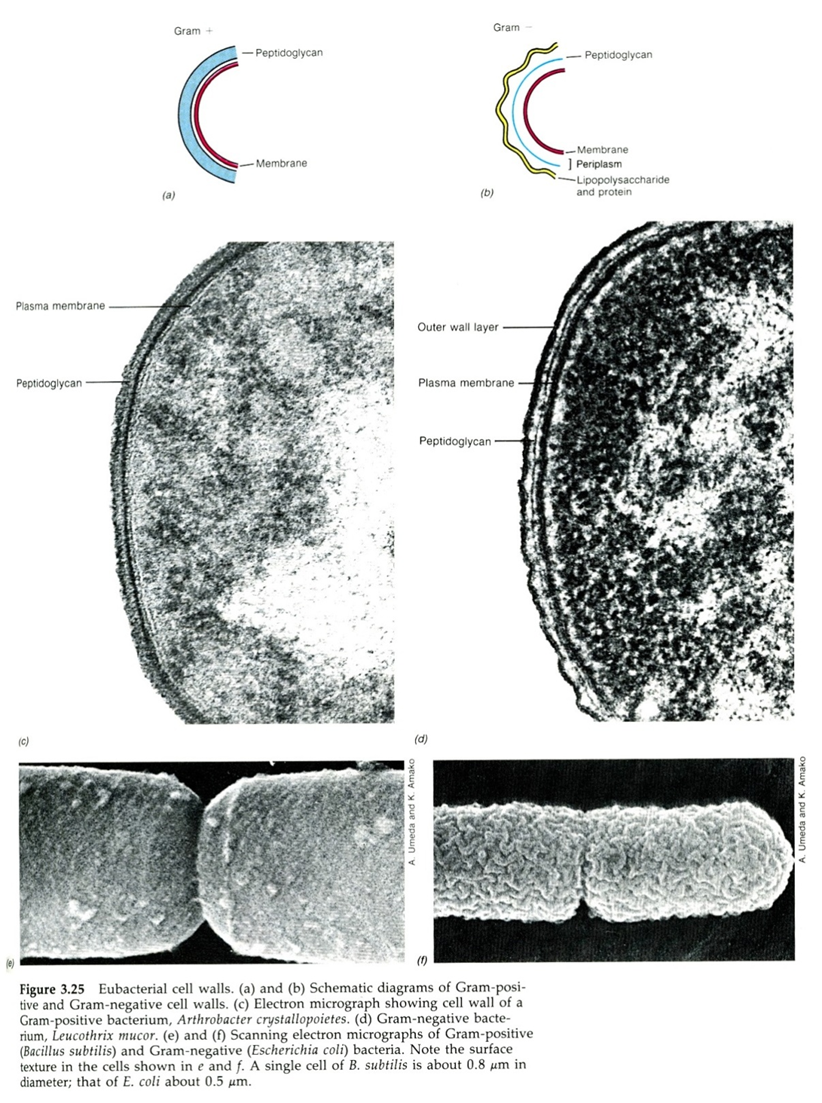 Gram +
Peptidoglycan
Membrane
(a)
Gram −
Peptidoglycan
Membrane
] Periplasm
Lipopolysaccharide
and protein
(b)
Plasma membrane
Peptidoglycan
(c)
Outer wall layer
Plasma membrane
Peptidoglycan
(d)
A. Umeda and K. Amako
(e)
A. Umeda and K. Amako
(f)
Figure 3.25 Eubacterial cell walls. (a) and (b) Schematic diagrams of Gram-posi-
tive and Gram-negative cell walls. (c) Electron micrograph showing cell wall of a
Gram-positive bacterium, Arthrobacter crystallopoietes. (d) Gram-negative bacte-
rium, Leucothrix mucor. (e) and (f) Scanning electron micrographs of Gram-positive
(Bacillus subtilis) and Gram-negative (Escherichia coli) bacteria. Note the surface
texture in the cells shown in e and f. A single cell of B. subtilis is about 0.8 μm in
diameter; that of E. coli about 0.5 μm.